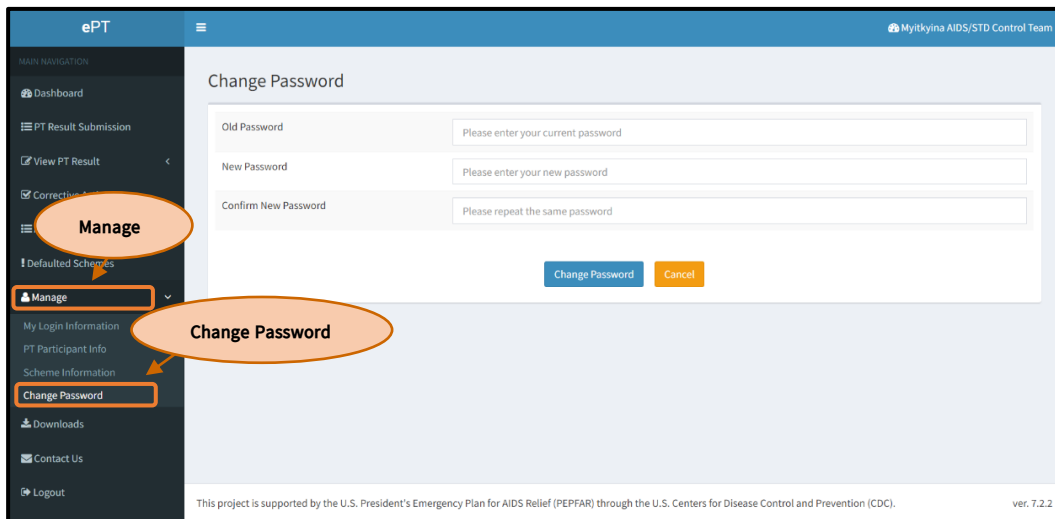 ePT
Myitkyina AIDS/STD Control Team
MAIN NAVIGATION
Dashboard
PT Result Submission
View PT Result
Corrective
Manage
Defaulted Schemes
Manage
My Login Information
PT Participant Info
Scheme Information
Change Password
Downloads
Contact Us
Logout
Change Password
Change Password
Old Password
Please enter your current password
New Password
Please enter your new password
Confirm New Password
Please repeat the same password
Change Password
Cancel
This project is supported by the U.S. President's Emergency Plan for AIDS Relief (PEPFAR) through the U.S. Centers for Disease Control and Prevention (CDC).
ver. 7.2.2